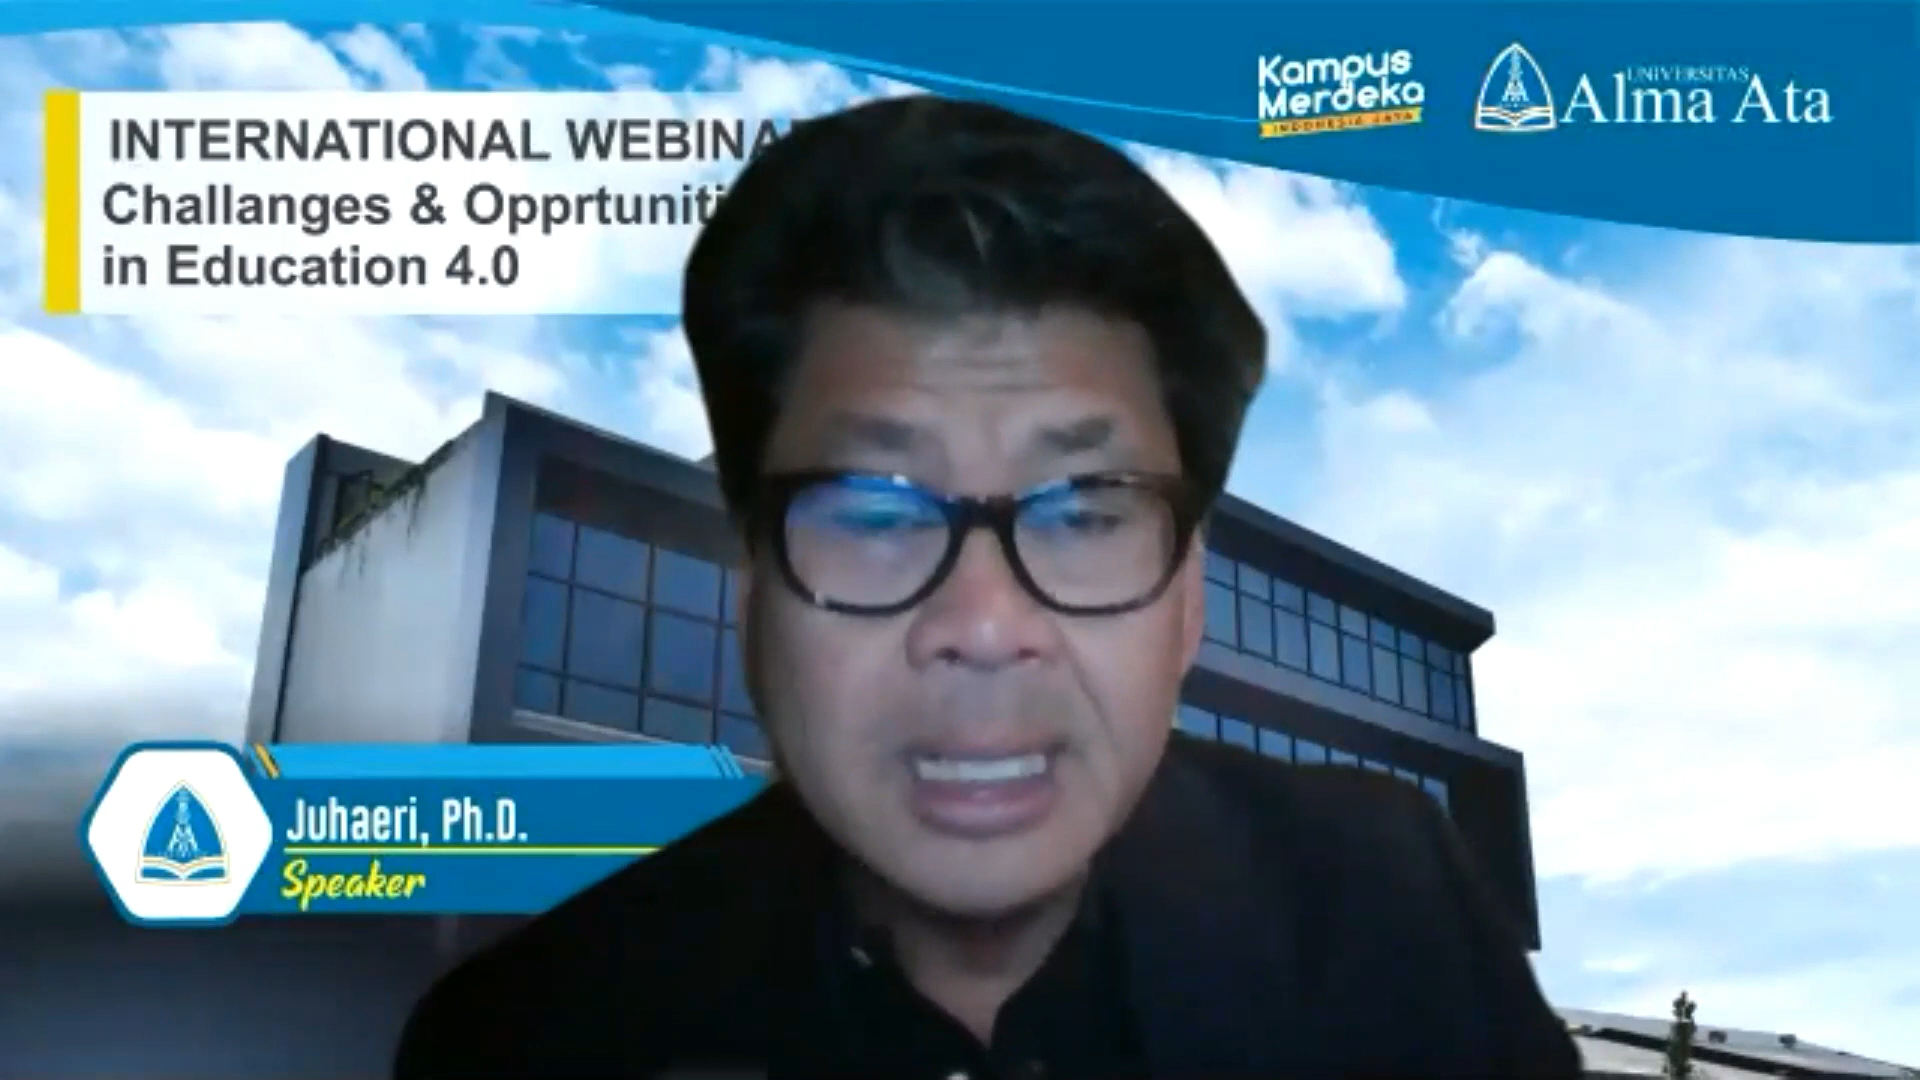 Kampus
Merdeka
INDONESIA JAYA
UNIVERSITAS
Alma Ata
INTERNATIONAL WEBINA
Challanges & Opprtuniti
in Education 4.0
Juhaeri, Ph.D.
Speaker